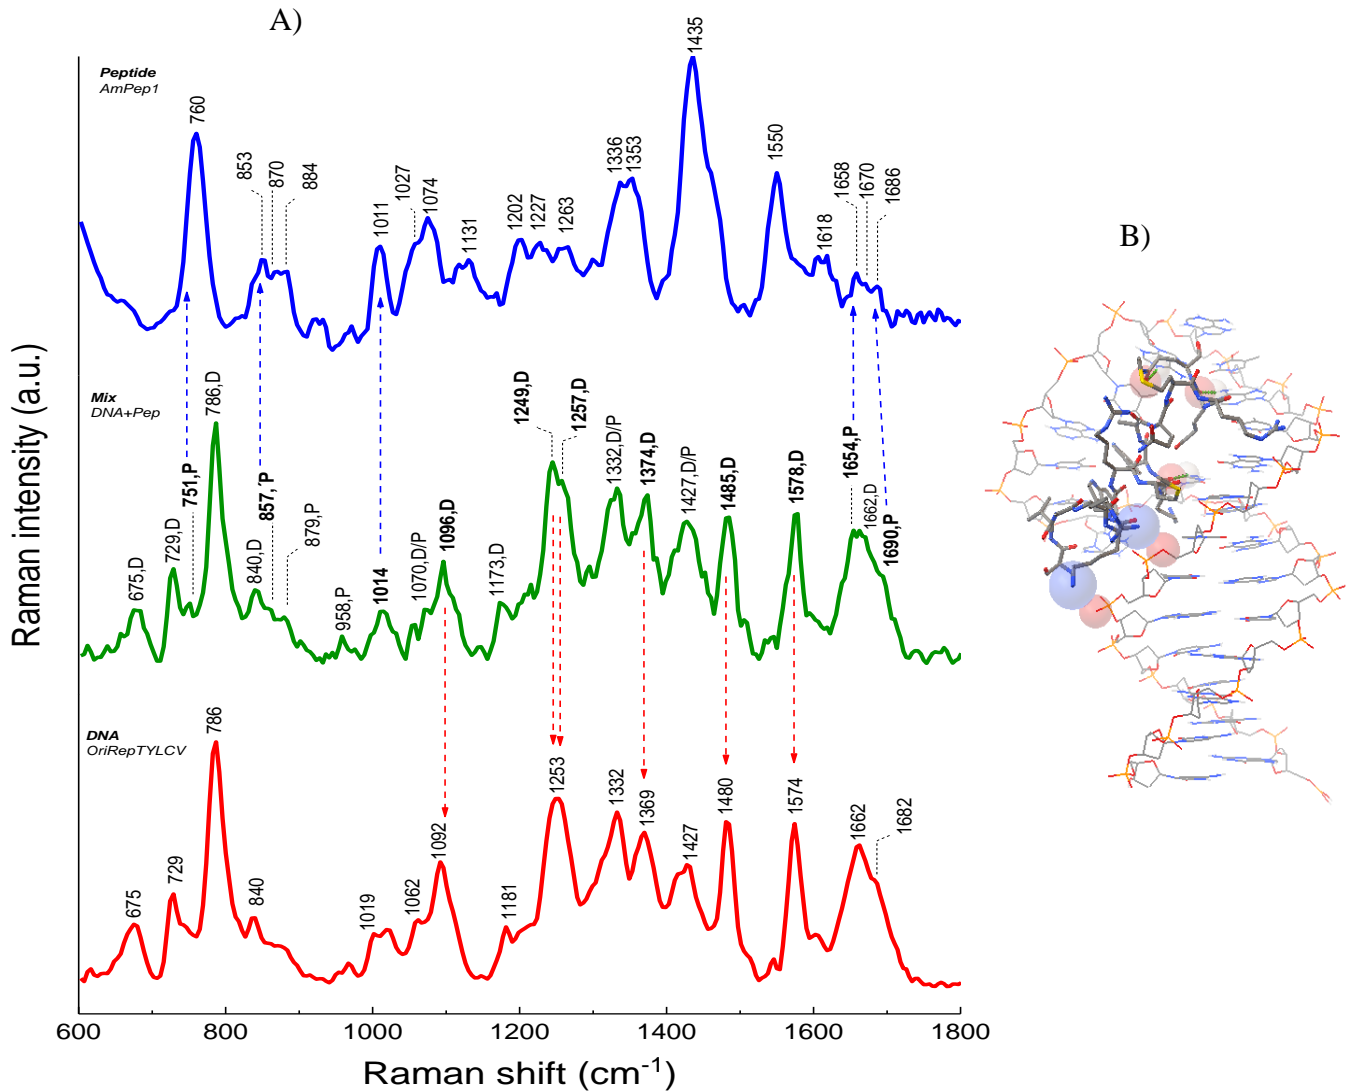 A)
Peptide
AmPep1
760
853
870
884
1011
1027
1074
1131
1202
1227
1263
1336
1353
1435
1550
1618
1658
1670
1686
B)
Mix
DNA+Pep
675,D
729,D
751,P
786,D
840,D
857, P
879,P
958,P
1014
1070,D/P
1096,D
1173,D
1249,D
1257,D
1332,D/P
1374,D
1427,D/P
1485,D
1578,D
1654,P
1662,D
1690,P
DNA
OriRepTYLCV
675
729
786
840
1019
1062
1092
1181
1253
1332
1369
1427
1480
1574
1662
1682
Raman intensity (a.u.)
600 800 1000 1200 1400 1600 1800
Raman shift (cm⁻¹)